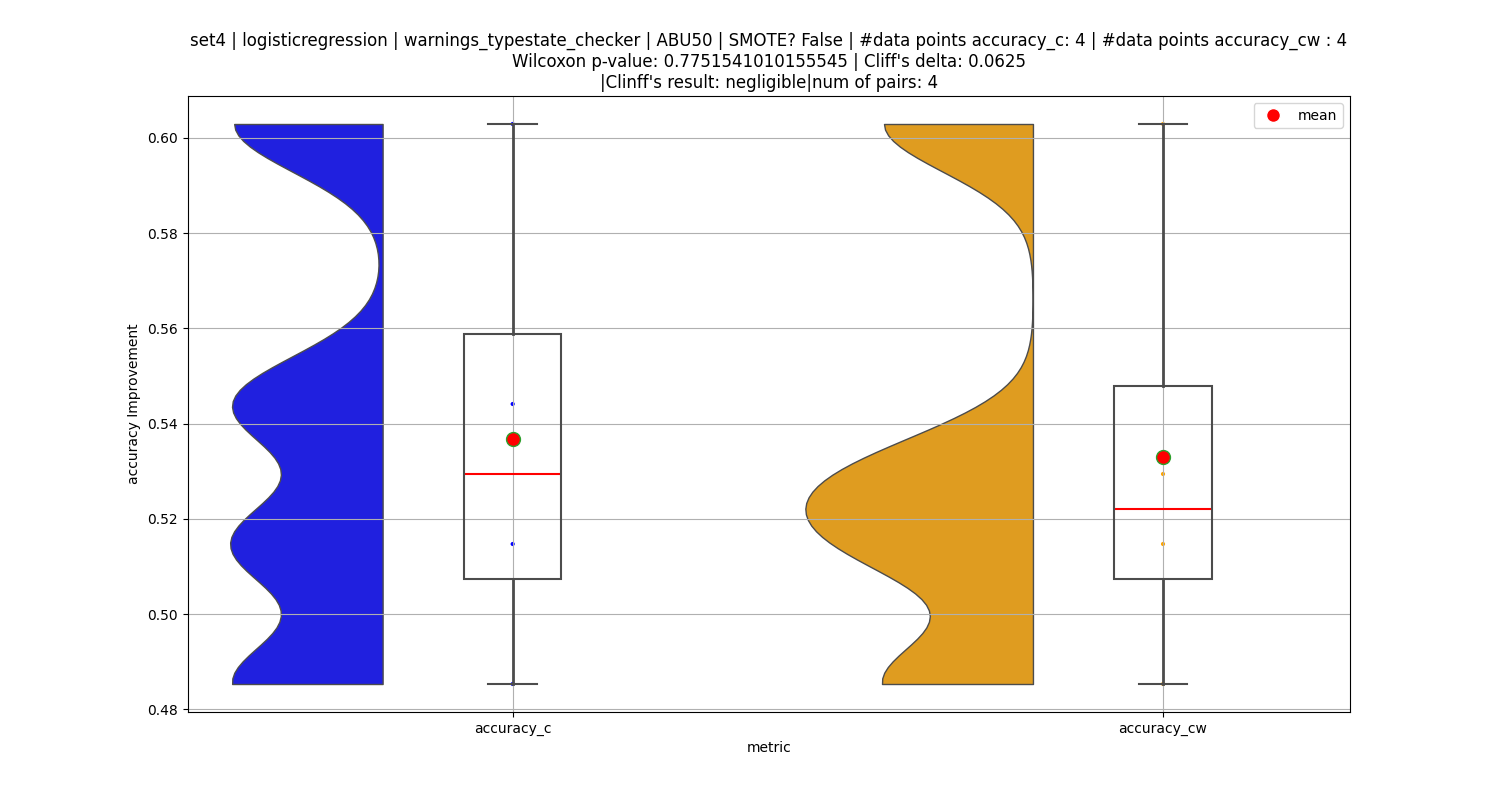 set4 | logisticregression | warnings_typestate_checker | ABU50 | SMOTE? False | #data points accuracy_c: 4 | #data points accuracy_cw : 4
Wilcoxon p-value: 0.7751541010155545 | Cliff's delta: 0.0625
|Clinff's result: negligible|num of pairs: 4
mean
0.60
0.58
0.56
0.54
0.52
0.50
0.48
accuracy Improvement
accuracy_c
accuracy_cw
metric